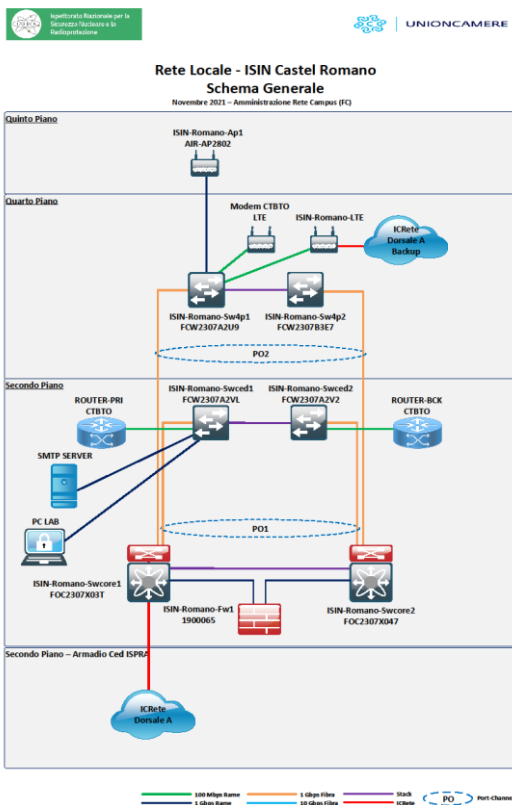 Ispettorato Nazionale per la
Sicurezza Nucleare e la
Radioprotezione
UNIONCAMERE
Rete Locale - ISIN Castel Romano
Schema Generale
Novembre 2021 – Amministrazione Rete Campus (FC)
Quinto Piano
ISIN-Romano-Ap1
AIR-AP2802
Quarto Piano
Modem CTBTO
LTE
ISIN-Romano-LTE
ICRete
Dorsale A
Backup
ISIN-Romano-Sw4p1
FCW2307A2U9
ISIN-Romano-Sw4p2
FCW2307B3E7
PO2
Secondo Piano
ISIN-Romano-Swced1
FCW2307A2VL
ISIN-Romano-Swced2
FCW2307A2V2
ROUTER-PRI
CTBTO
ROUTER-BCK
CTBTO
SMTP SERVER
PC LAB
PO1
ISIN-Romano-Swcore1
FOC2307X03T
ISIN-Romano-Fw1
1900065
ISIN-Romano-Swcore2
FOC2307X047
Secondo Piano – Armadio Ced ISPRA
ICRete
Dorsale A
100 Mbps Rame
1 Gbps Fibra
Stack
PO
Port-Channel
1 Gbps Rame
10 Gbps Fibra
ICRete